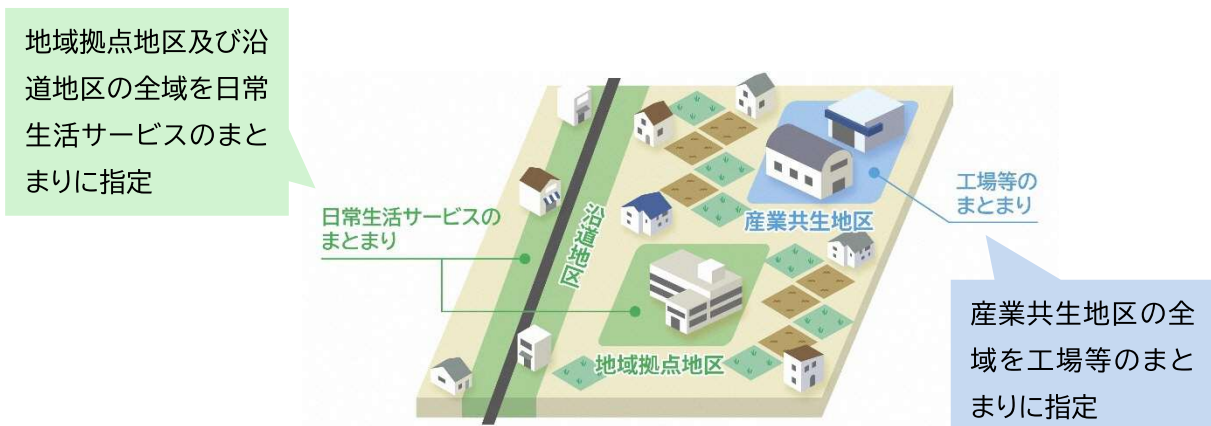 地域拠点地区及び沿
道地区の全域を日常
生活サービスのまと
まりに指定
日常生活サービスの
まとまり
沿道地区
産業共生地区
工場等の
まとまり
地域拠点地区
産業共生地区の全
域を工場等のまと
まりに指定